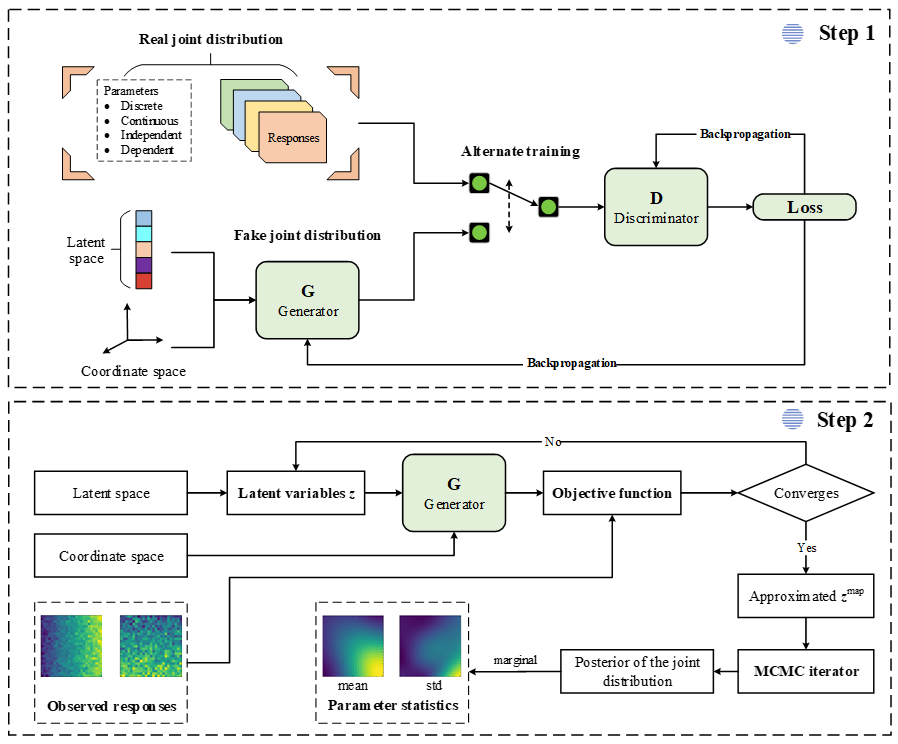 Step 1
Real joint distribution
Parameters
• Discrete
• Continuous
• Independent
• Dependent
Responses
Alternate training
Backpropagation
D
Discriminator
Loss
Latent
space
Fake joint distribution
G
Generator
Coordinate space
Backpropagation
Step 2
No
Latent space
Latent variables z
G
Generator
Objective function
Converges
Coordinate space
Yes
Approximated z^map
Observed responses
mean
std
Parameter statistics
marginal
Posterior of the joint
distribution
MCMC iterator